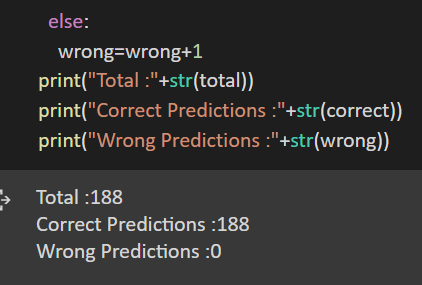 else:
wrong=wrong+1
print("Total :"+str(total))
print("Correct Predictions :"+str(correct))
print("Wrong Predictions :"+str(wrong))
Total :188
Correct Predictions :188
Wrong Predictions :0